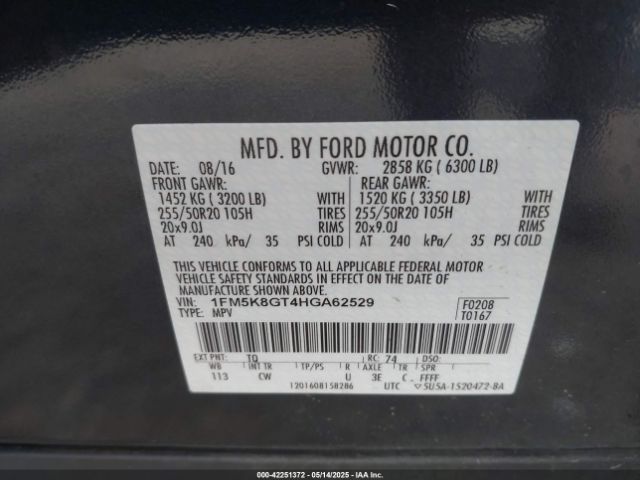 MFD. BY FORD MOTOR CO.
DATE: 08/16 GVWR: 2858 KG ( 6300 LB)
FRONT GAWR: REAR GAWR:
1452 KG ( 3200 LB) WITH 1520 KG ( 3350 LB) WITH
255/50R20 105H TIRES 255/50R20 105H TIRES
20x9.0J RIMS 20x9.0J RIMS
AT 240 kPa/ 35 PSI COLD AT 240 kPa/ 35 PSI COLD
THIS VEHICLE CONFORMS TO ALL APPLICABLE FEDERAL MOTOR
VEHICLE SAFETY STANDARDS IN EFFECT ON THE DATE OF
MANUFACTURE SHOWN ABOVE.
VIN: 1FM5K8GT4HGA62529 F0208
TYPE: MPV T0167
EXT PNT: TQ RC: 74 DSO:
WB INT TR TP/PS R AXLE TR SPR
113 CW U 3E C FFFF
1201608158286 UTC ▽5U5A-1520472-BA
000-42251372 - 05/14/2025 - Copyright 2025 - IAA, Inc.